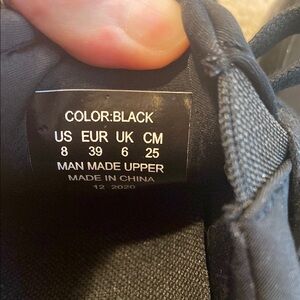 COLOR:BLACK
US EUR UK CM
8 39 6 25
MAN MADE UPPER
MADE IN CHINA
12 2020